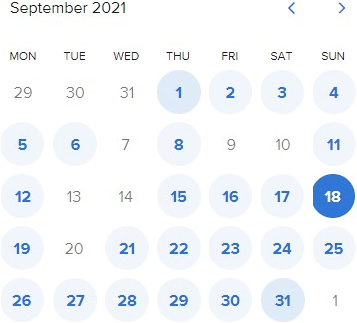 September 2021
MON TUE WED THU FRI SAT SUN
29 30 31 1 2 3 4
5 6 7 8 9 10 11
12 13 14 15 16 17 18
19 20 21 22 23 24 25
26 27 28 29 30 31 1